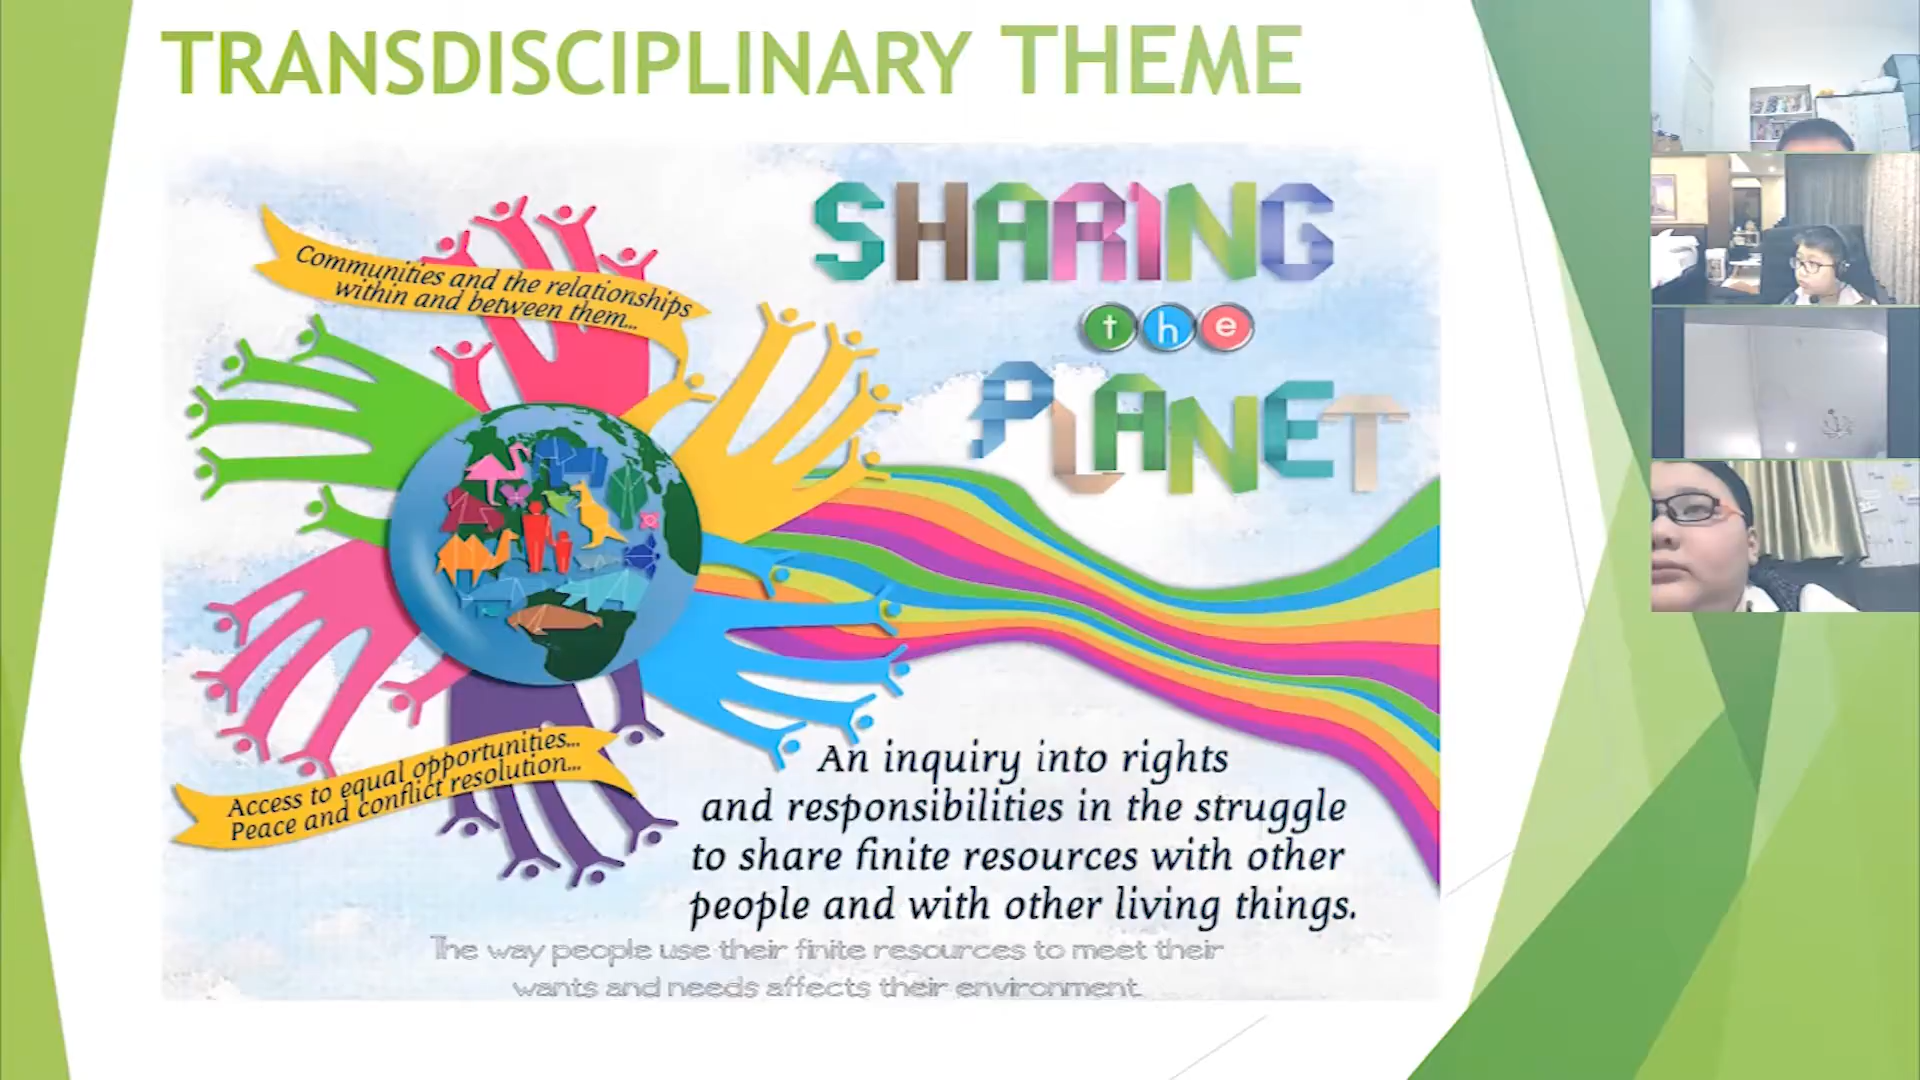 TRANSDISCIPLINARY THEME
SHARING
the
PLANET
Communities and the relationships
within and between them...
Access to equal opportunities...
Peace and conflict resolution...
An inquiry into rights
and responsibilities in the struggle
to share finite resources with other
people and with other living things.
The way people use their finite resources to meet their
wants and needs affects their environment.